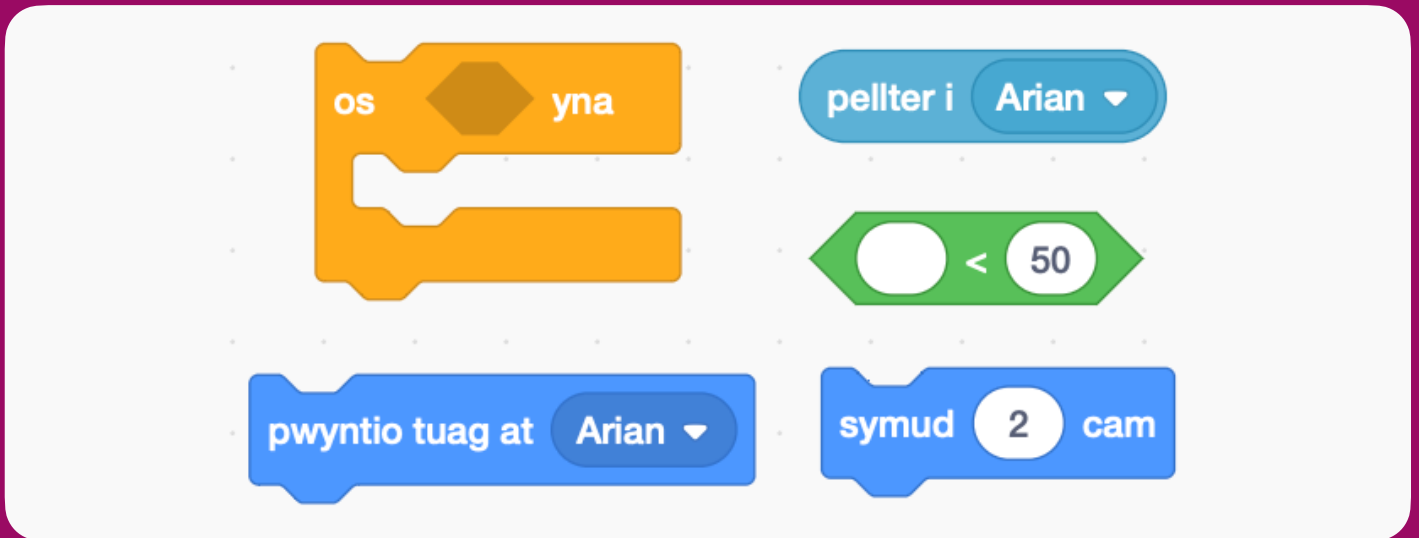 os yna
pellter i Arian
< 50
pwyntio tuag at Arian
symud 2 cam